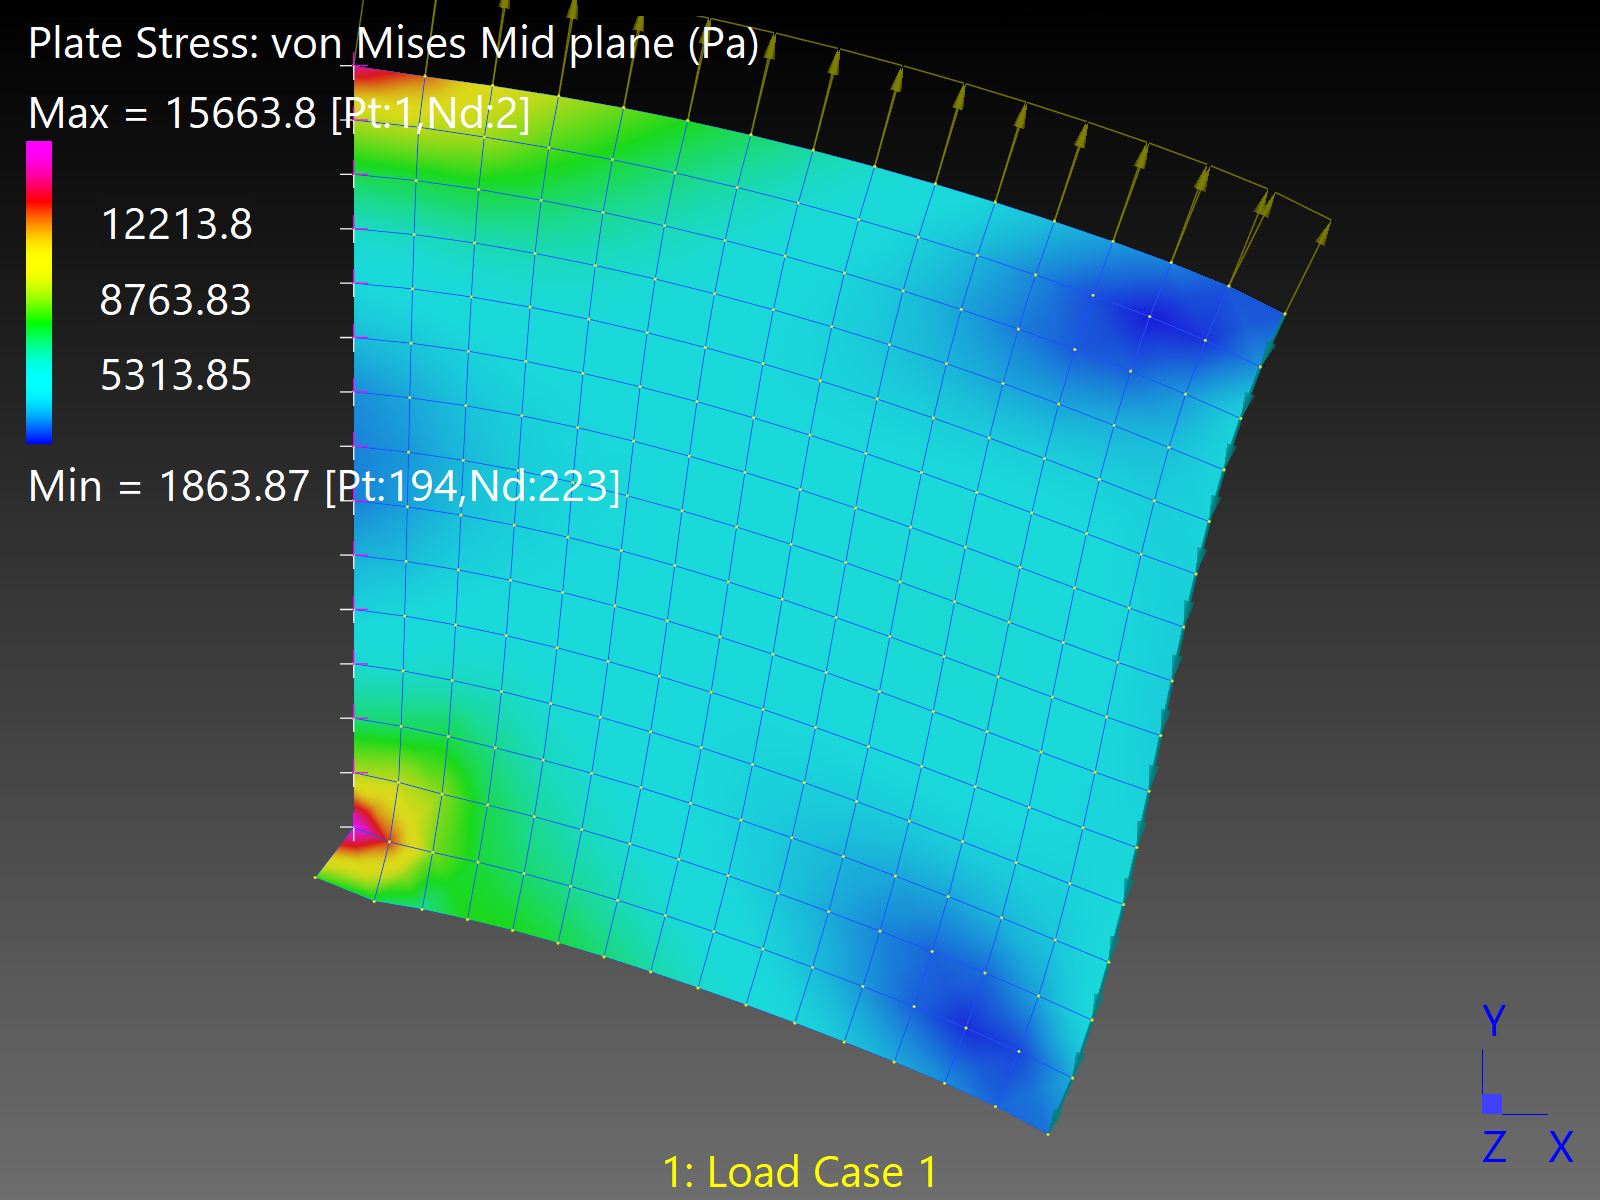 Plate Stress: von Mises Mid plane (Pa)
Max = 15663.8 [Pt:1,Nd:2]
12213.8
8763.83
5313.85
Min = 1863.87 [Pt:194,Nd:223]
Y
Z X
1: Load Case 1